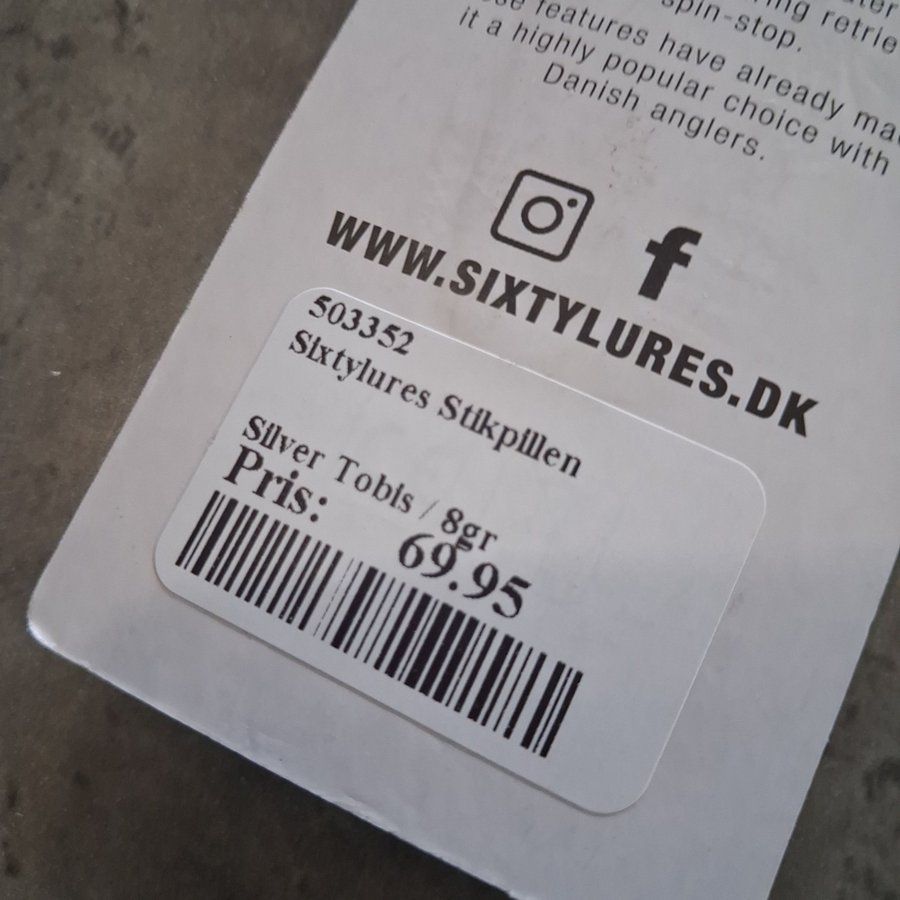 spin-stop.
features have already
it a highly popular choice with
Danish anglers.
WWW.SIXTYLURES.DK
503352
Sixtylures Stikpillen
Silver Tobis / 8gr
Pris: 69.95